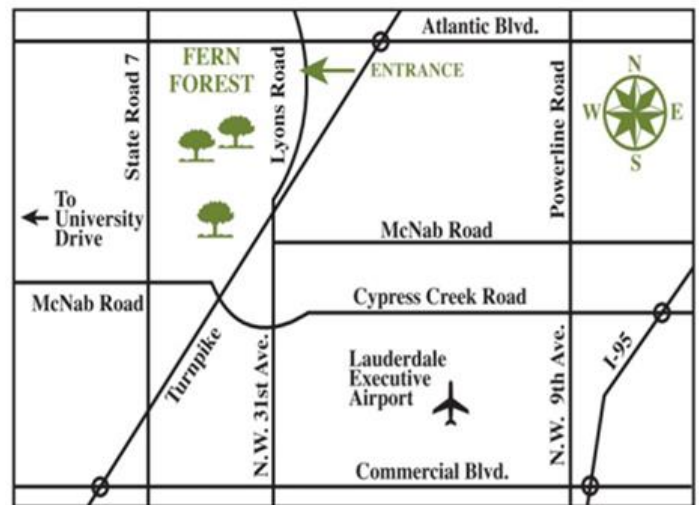 Atlantic Blvd.
State Road 7
FERN
FOREST
Lyons Road
ENTRANCE
Powerline Road
N
W
E
S
To
University
Drive
McNab Road
McNab Road
Cypress Creek Road
Turnpike
N.W. 31st Ave.
Lauderdale
Executive
Airport
N.W. 9th Ave.
I-95
Commercial Blvd.